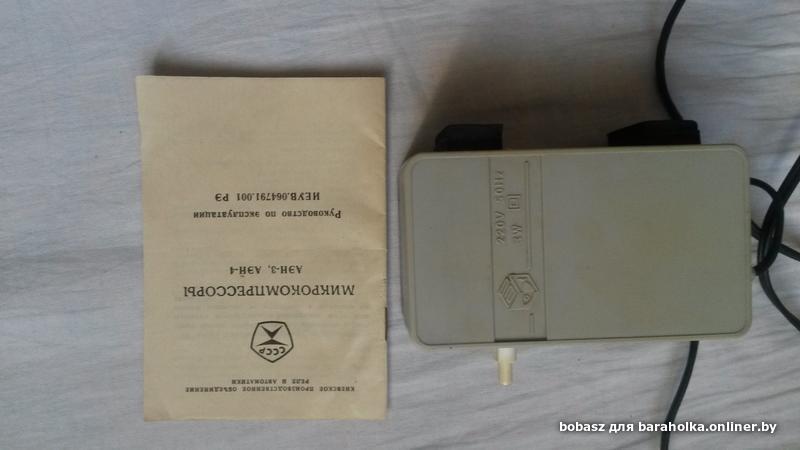 КИЕВСКОЕ ПРОИЗВОДСТВЕННОЕ ОБЪЕДИНЕНИЕ
РЕЛЕ И АВТОМАТИКИ
СССР
МИКРОКОМПРЕССОРЫ
АЭН-3, АЭН-4
Руководство по эксплуатации
ИЕУВ.064791.001 РЭ
220V 50Hz
3W
bobasz для baraholka.onliner.by